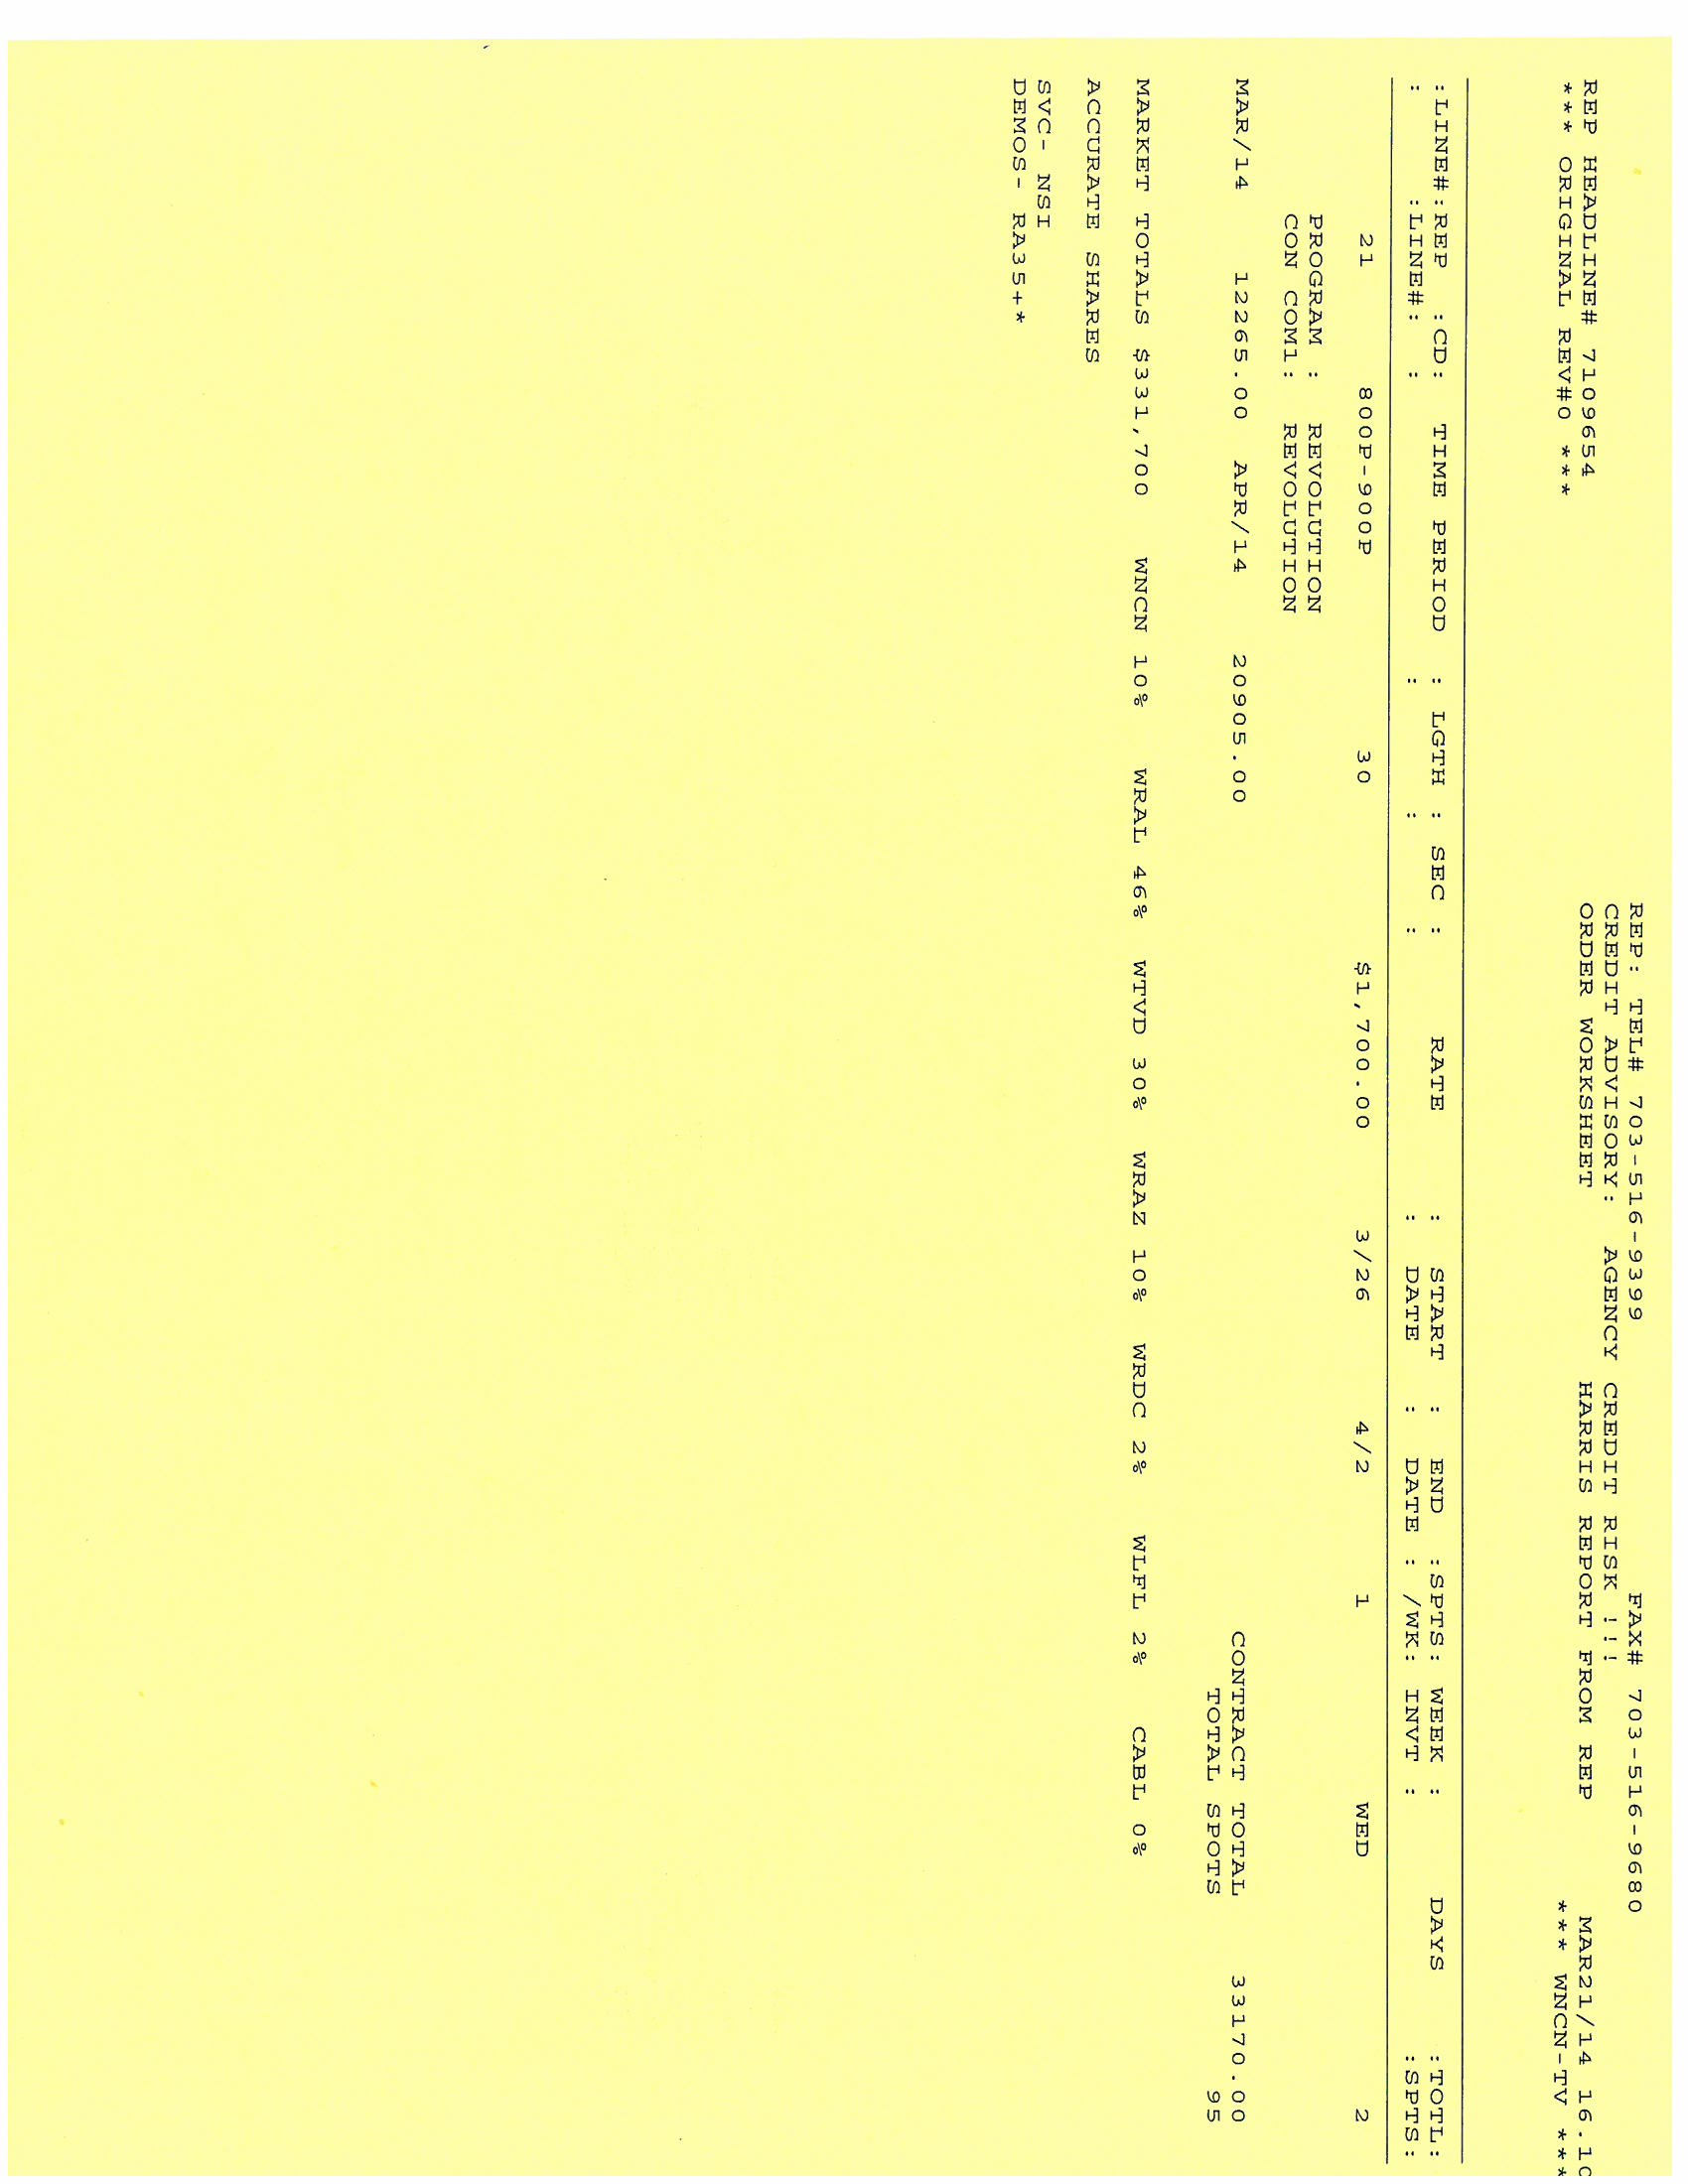 REP: TEL# 703-516-9399 FAX# 703-516-9680
CREDIT ADVISORY: AGENCY CREDIT RISK !!!
REP HEADLINE# 7109654 ORDER WORKSHEET HARRIS REPORT FROM REP MAR21/14 16.10
*** ORIGINAL REV#0 *** *** WNCN-TV ***
:LINE#:REP :CD: TIME PERIOD : LGTH : SEC : RATE : START : END :SPTS: WEEK : DAYS :TOTL:
: :LINE#: : : : : : DATE : DATE : /WK: INVT : :SPTS:
21 800P-900P 30 $1,700.00 3/26 4/2 1 WED 2
PROGRAM : REVOLUTION
CON COM1: REVOLUTION
MAR/14 12265.00 APR/14 20905.00 CONTRACT TOTAL 33170.00
TOTAL SPOTS 95
MARKET TOTALS $331,700 WNCN 10% WRAL 46% WTVD 30% WRAZ 10% WRDC 2% WLFL 2% CABL 0%
ACCURATE SHARES
SVC- NSI
DEMOS- RA35+*